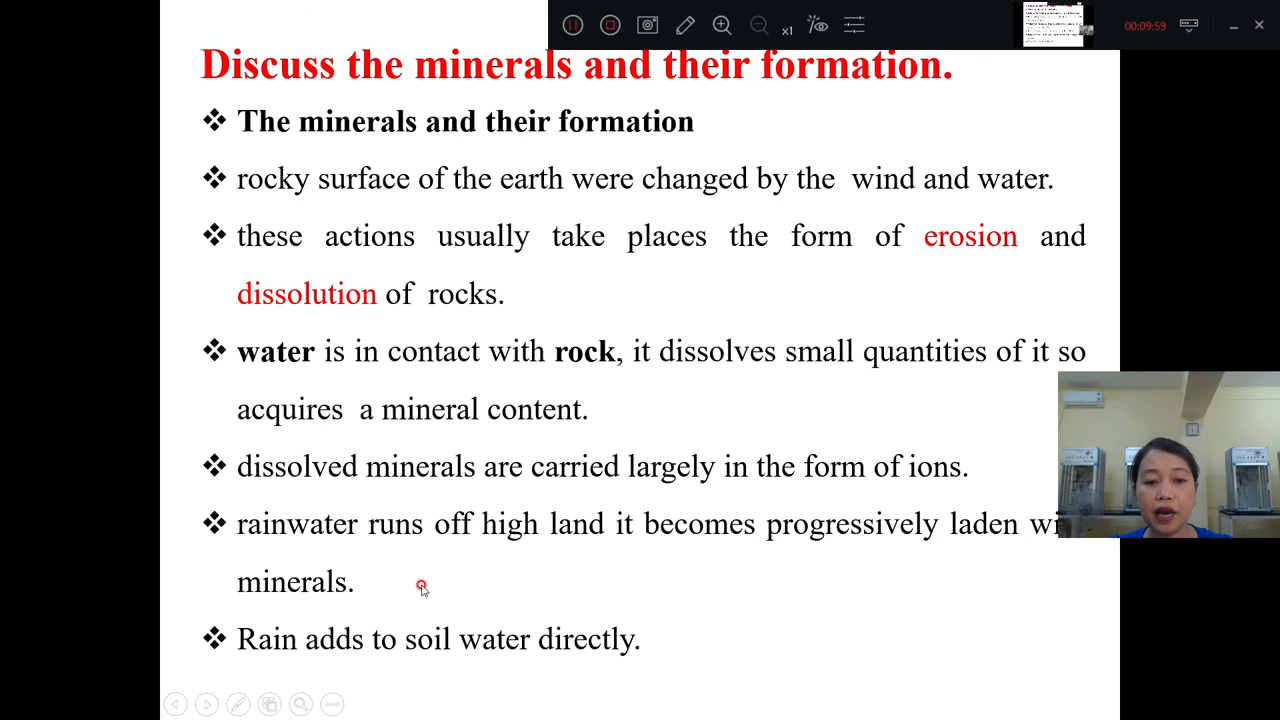 x1
00:09:59
Discuss the minerals and their formation.
❖ The minerals and their formation
❖ rocky surface of the earth were changed by the wind and water.
❖ these actions usually take places the form of erosion and
dissolution of rocks.
❖ water is in contact with rock, it dissolves small quantities of it so
acquires a mineral content.
❖ dissolved minerals are carried largely in the form of ions.
❖ rainwater runs off high land it becomes progressively laden
minerals.
❖ Rain adds to soil water directly.